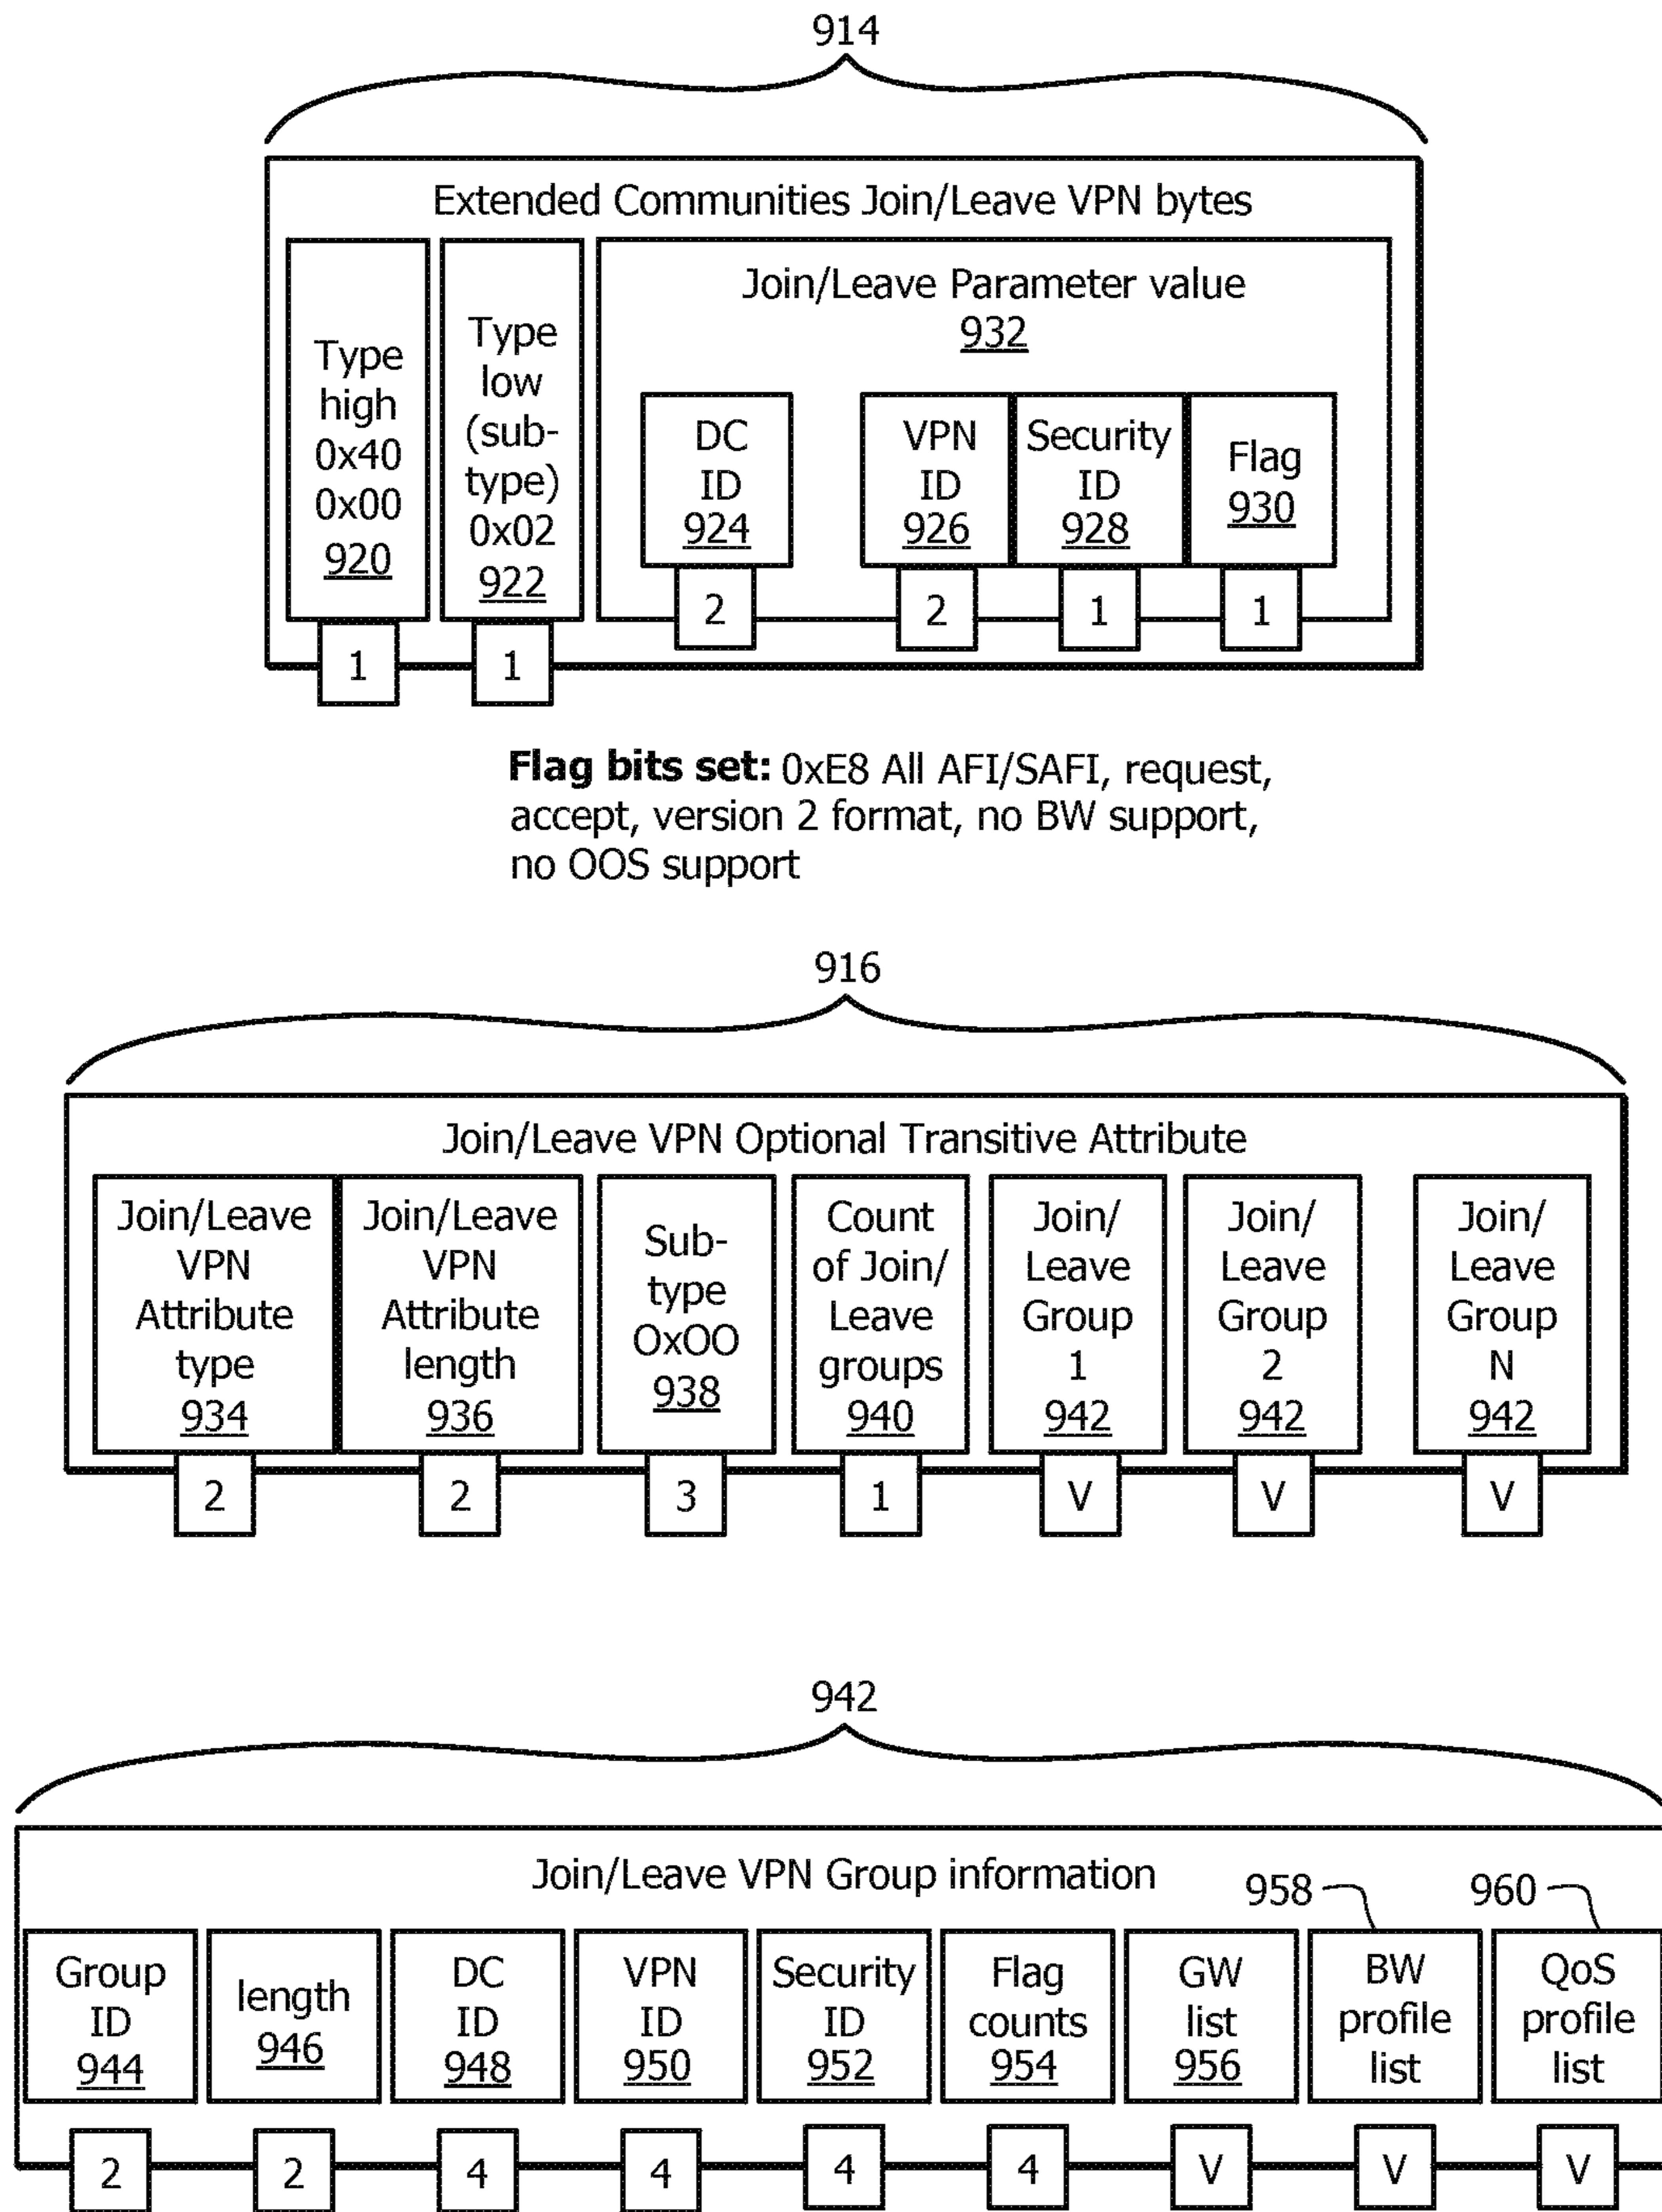 914
Extended Communities Join/Leave VPN bytes
Type
high
0x40
0x00
920
Type
low
(sub-
type)
0x02
922
Join/Leave Parameter value
932
DC
ID
924
VPN
ID
926
Security
ID
928
Flag
930
2
2
1
1
1
1
Flag bits set: 0xE8 All AFI/SAFI, request,
accept, version 2 format, no BW support,
no OOS support
916
Join/Leave VPN Optional Transitive Attribute
Join/Leave
VPN
Attribute
type
934
Join/Leave
VPN
Attribute
length
936
Sub-
type
OxOO
938
Count
of Join/
Leave
groups
940
Join/
Leave
Group
1
942
Join/
Leave
Group
2
942
Join/
Leave
Group
N
942
2
2
3
1
V
V
V
942
Join/Leave VPN Group information
958
960
Group
ID
944
length
946
DC
ID
948
VPN
ID
950
Security
ID
952
Flag
counts
954
GW
list
956
BW
profile
list
QoS
profile
list
2
2
4
4
4
4
V
V
V